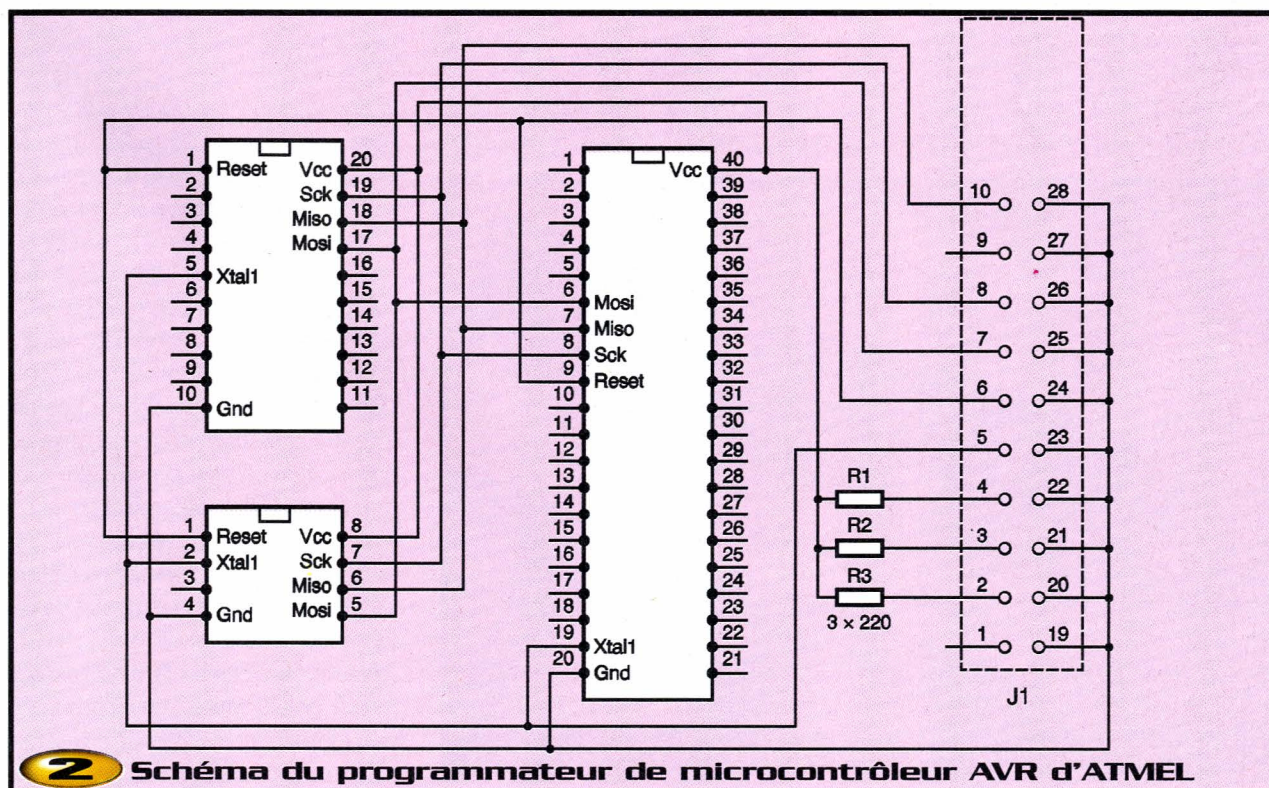 1 Reset Vcc 20
2 Sck 19
3 Miso 18
4 Mosi 17
5 Xtal1 16
6 15
7 14
8 13
9 12
10 Gnd 11
1 Reset Vcc 8
2 Xtal1 Sck 7
3 Miso 6
4 Gnd Mosi 5
1 Vcc 40
2 39
3 38
4 37
5 36
6 Mosi 35
7 Miso 34
8 Sck 33
9 Reset 32
10 31
11 30
12 29
13 28
14 27
15 26
16 25
17 24
18 23
19 Xtal1 22
20 Gnd 21
R1
R2
R3
3 × 220
10 28
9 27
8 26
7 25
6 24
5 23
4 22
3 21
2 20
1 19
J1
2 Schéma du programmateur de microcontrôleur AVR d'ATMEL